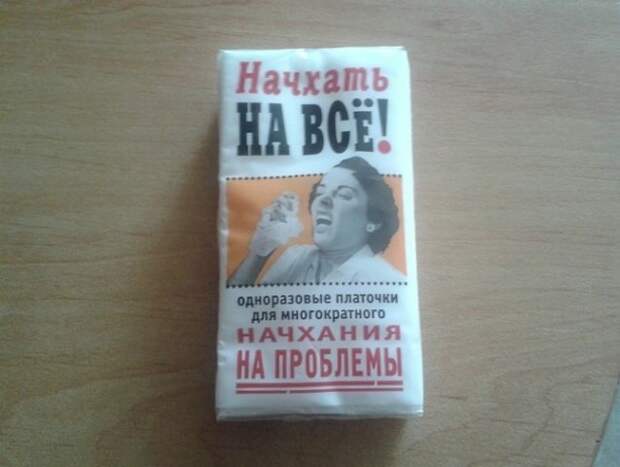 Начхать
НА ВСЁ!
одноразовые платочки
для многократного
НАЧХАНИЯ
НА ПРОБЛЕМЫ